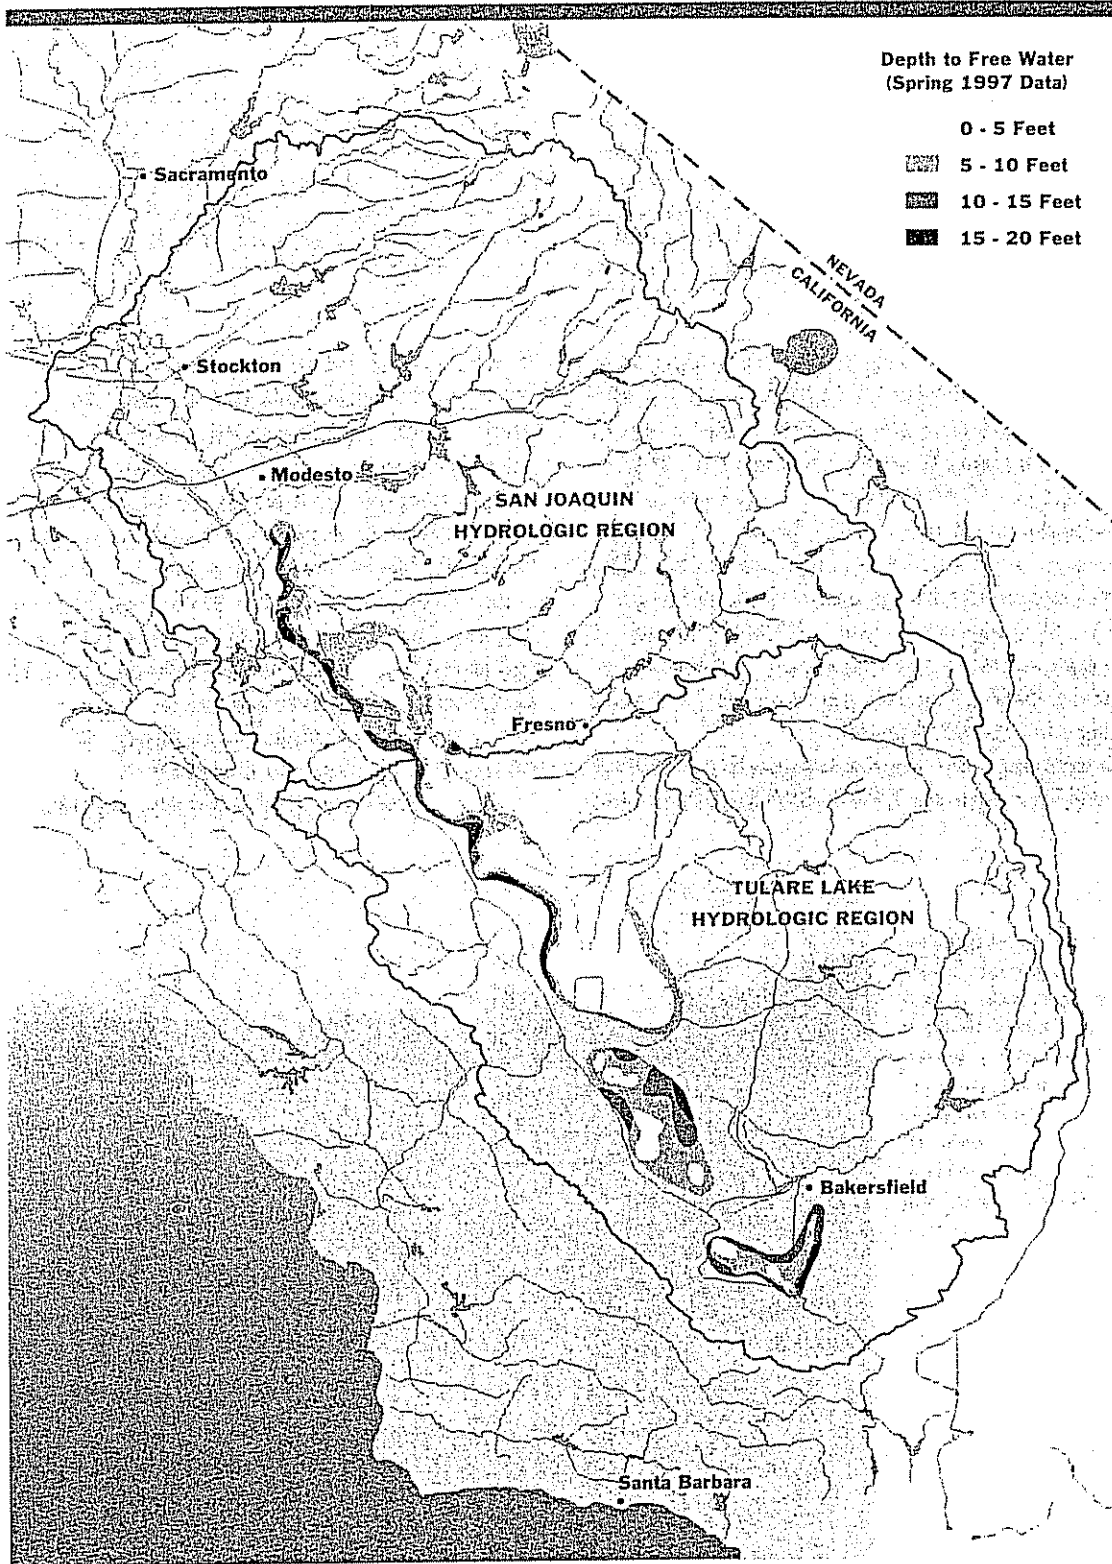 Depth to Free Water
(Spring 1997 Data)
0 - 5 Feet
5 - 10 Feet
10 - 15 Feet
15 - 20 Feet
Sacramento
NEVADA
CALIFORNIA
Stockton
Modesto
SAN JOAQUIN
HYDROLOGIC REGION
Fresno
TULARE LAKE
HYDROLOGIC REGION
Bakersfield
Santa Barbara